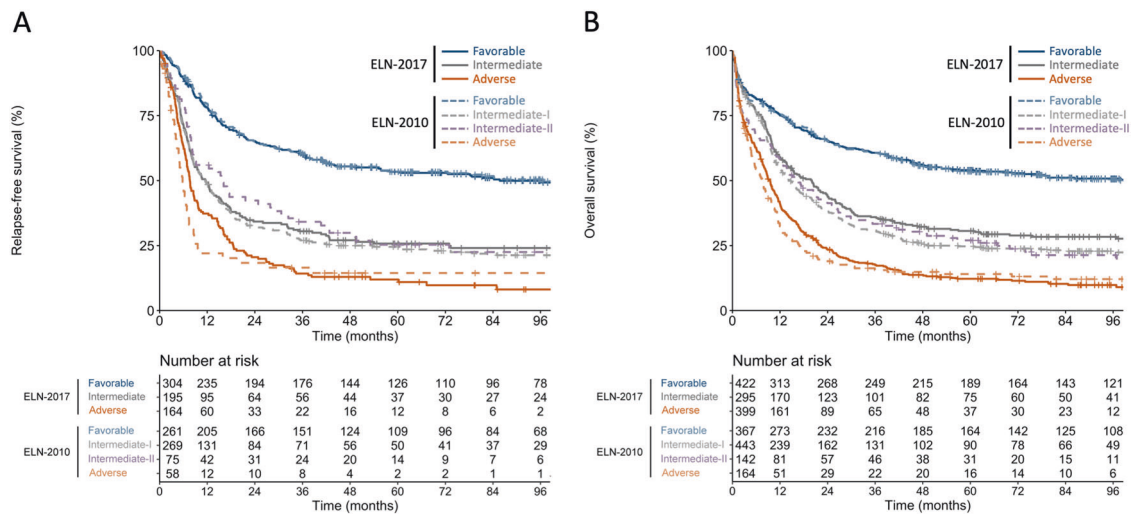 A
Relapse-free survival (%)
100
75
50
25
0
ELN-2017
Favorable
Intermediate
Adverse
ELN-2010
Favorable
Intermediate-I
Intermediate-II
Adverse
0 12 24 36 48 60 72 84 96
Time (months)
Number at risk
ELN-2017
Favorable 304 235 194 176 144 126 110 96 78
Intermediate 195 95 64 56 44 37 30 27 24
Adverse 164 60 33 22 16 12 8 6 2
ELN-2010
Favorable 261 205 166 151 124 109 96 84 68
Intermediate-I 269 131 84 71 56 50 41 37 29
Intermediate-II 75 42 31 24 20 14 9 7 6
Adverse 58 12 10 8 4 2 2 1 1
0 12 24 36 48 60 72 84 96
Time (months)
B
Overall survival (%)
100
75
50
25
0
ELN-2017
Favorable
Intermediate
Adverse
ELN-2010
Favorable
Intermediate-I
Intermediate-II
Adverse
0 12 24 36 48 60 72 84 96
Time (months)
Number at risk
ELN-2017
Favorable 422 313 268 249 215 189 164 143 121
Intermediate 295 170 123 101 82 75 60 50 41
Adverse 399 161 89 65 48 37 30 23 12
ELN-2010
Favorable 367 273 232 216 185 164 142 125 108
Intermediate-I 443 239 162 131 102 90 78 66 49
Intermediate-II 142 81 57 46 38 31 20 15 11
Adverse 164 51 29 22 20 16 14 10 6
0 12 24 36 48 60 72 84 96
Time (months)